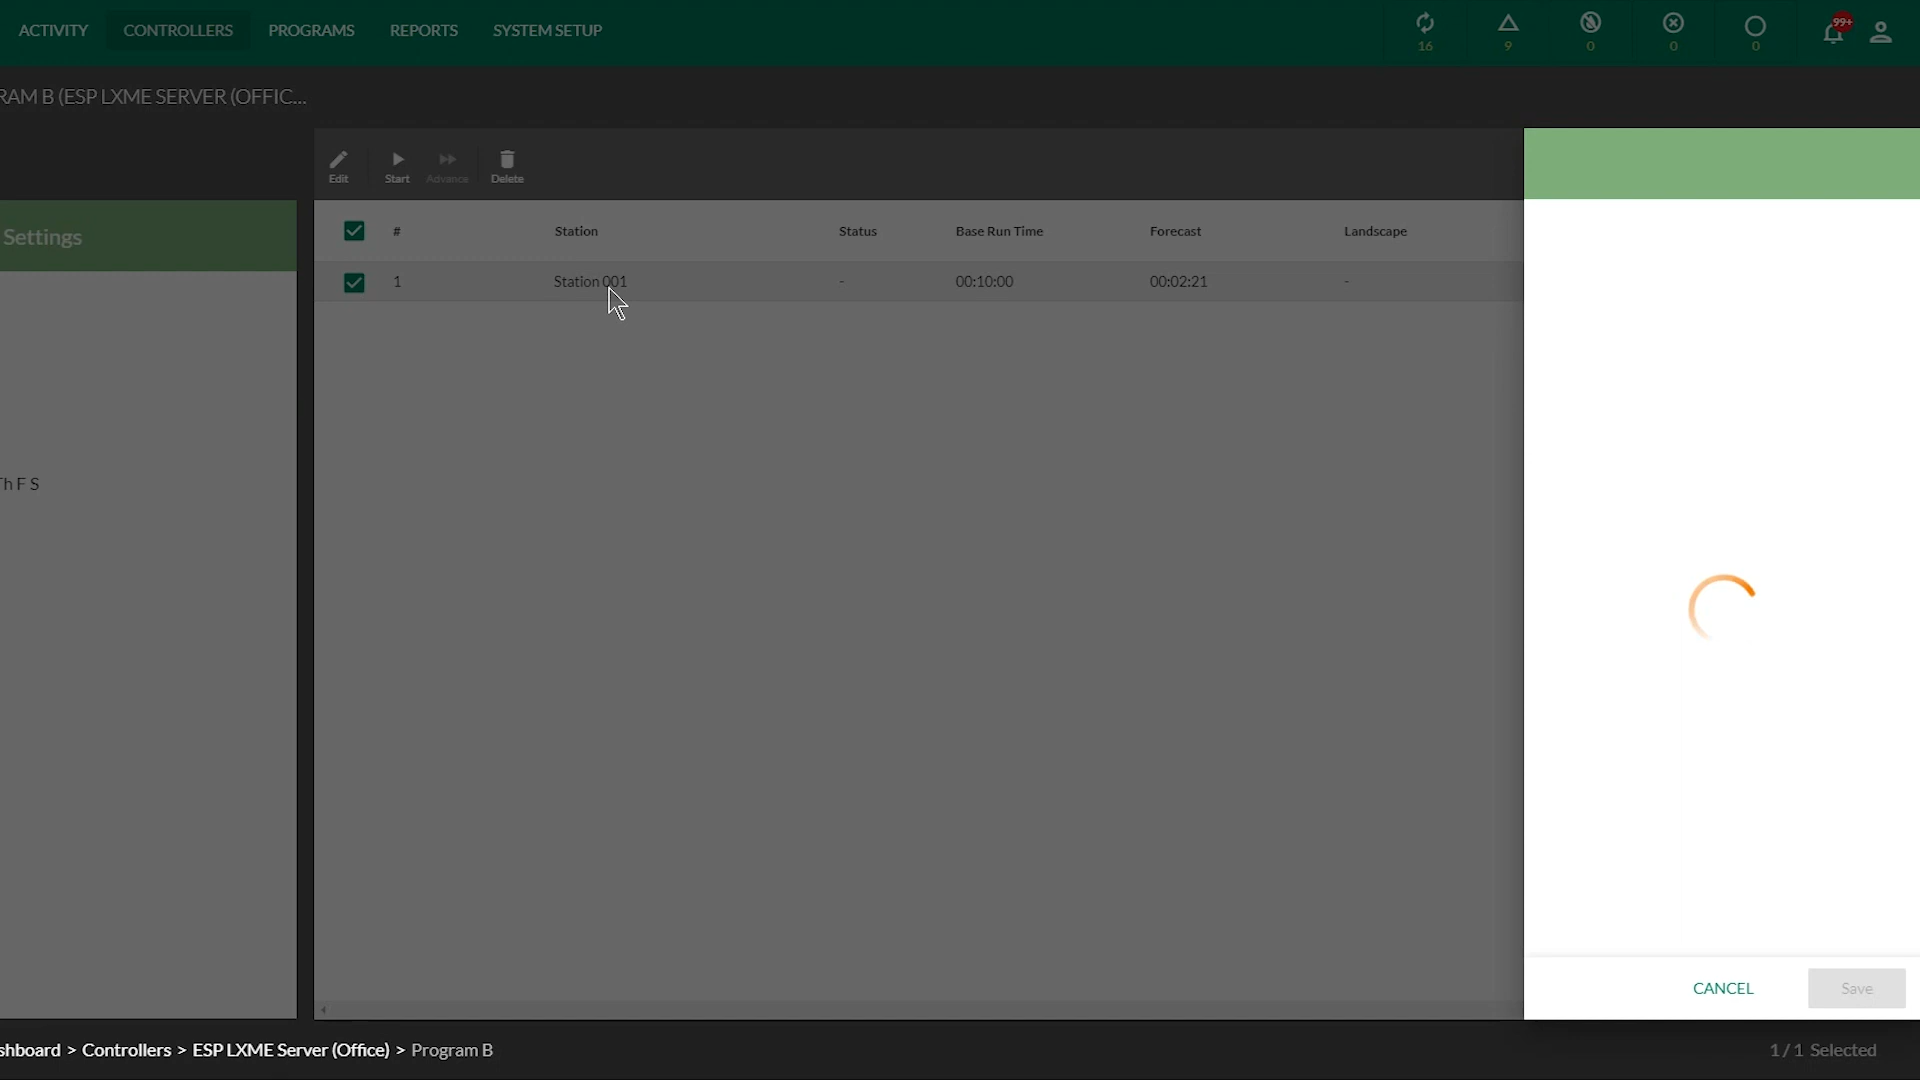 ACTIVITY CONTROLLERS PROGRAMS REPORTS SYSTEM SETUP
16 9 0 0 0 99+
RAM B (ESP LXME SERVER (OFFIC...
Edit Start Advance Delete
Settings
# Station Status Base Run Time Forecast Landscape
1 Station 001 - 00:10:00 00:02:21 -
Th F S
CANCEL Save
shboard > Controllers > ESP LXME Server (Office) > Program B
1 / 1 Selected